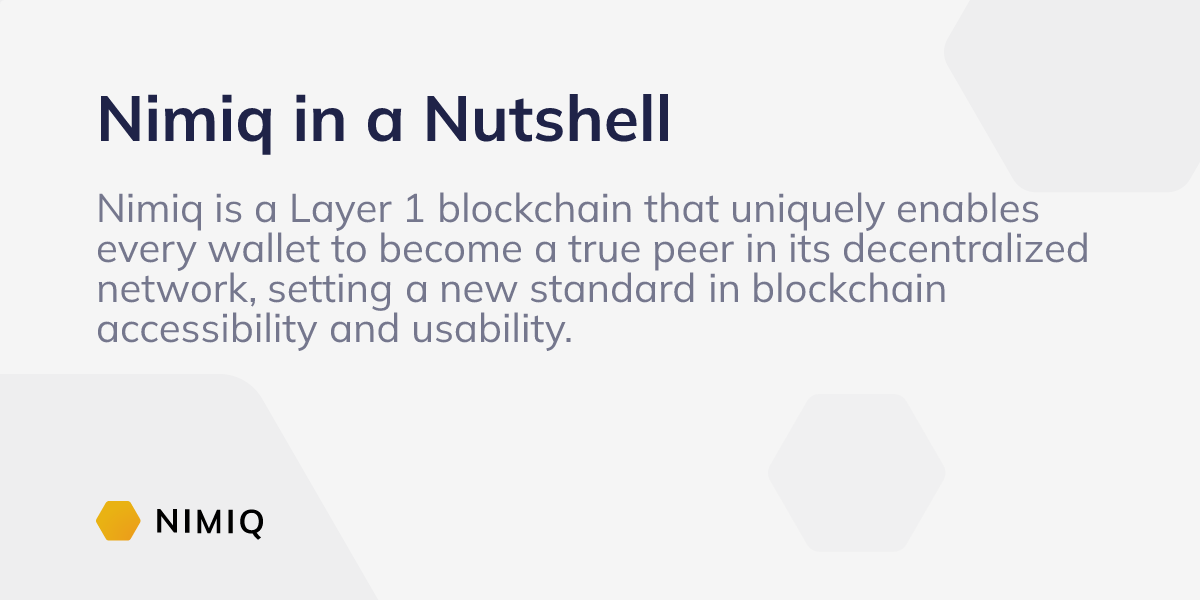 Nimiq in a Nutshell
Nimiq is a Layer 1 blockchain that uniquely enables
every wallet to become a true peer in its decentralized
network, setting a new standard in blockchain
accessibility and usability.
NIMIQ